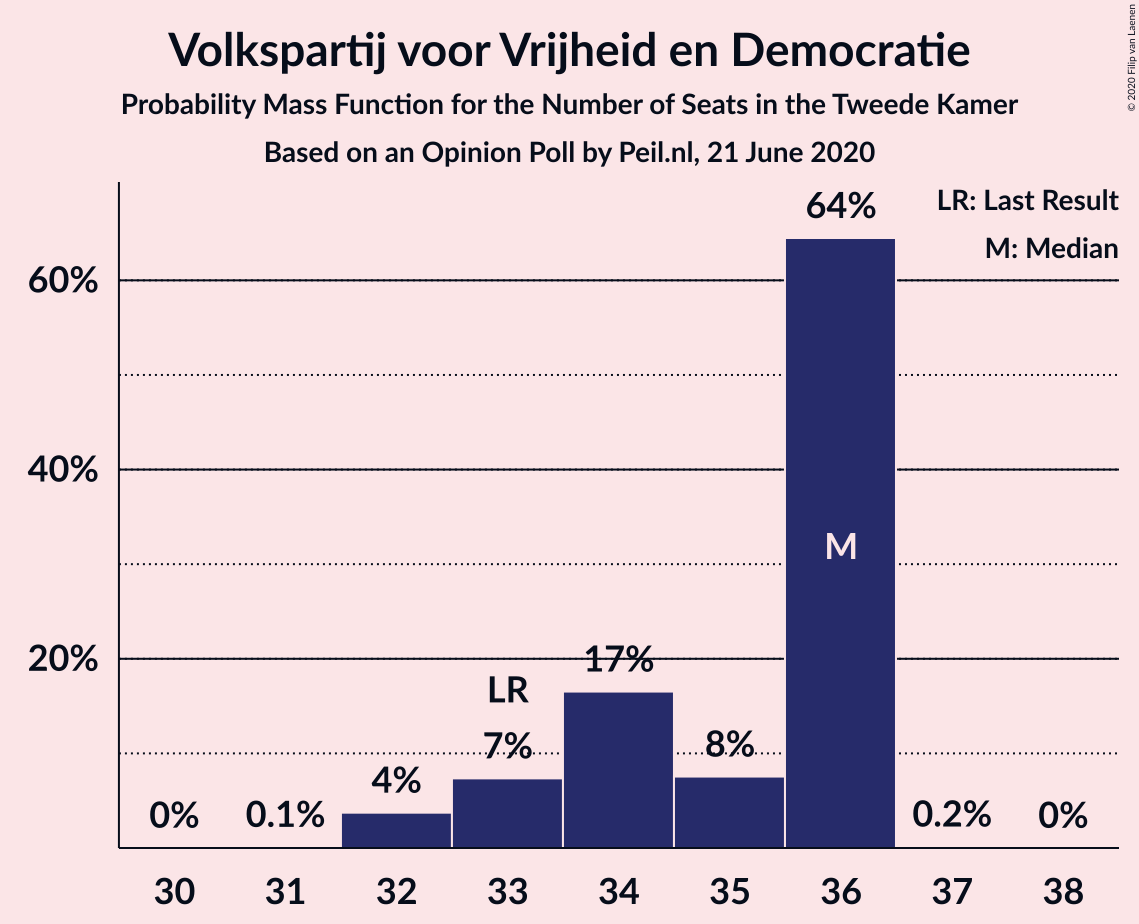 Volkspartij voor Vrijheid en Democratie
Probability Mass Function for the Number of Seats in the Tweede Kamer
Based on an Opinion Poll by Peil.nl, 21 June 2020
© 2020 Filip van Laenen
LR: Last Result
M: Median
60%
40%
20%
0%
0.1%
4%
LR
7%
17%
8%
64%
M
0.2%
0%
30 31 32 33 34 35 36 37 38